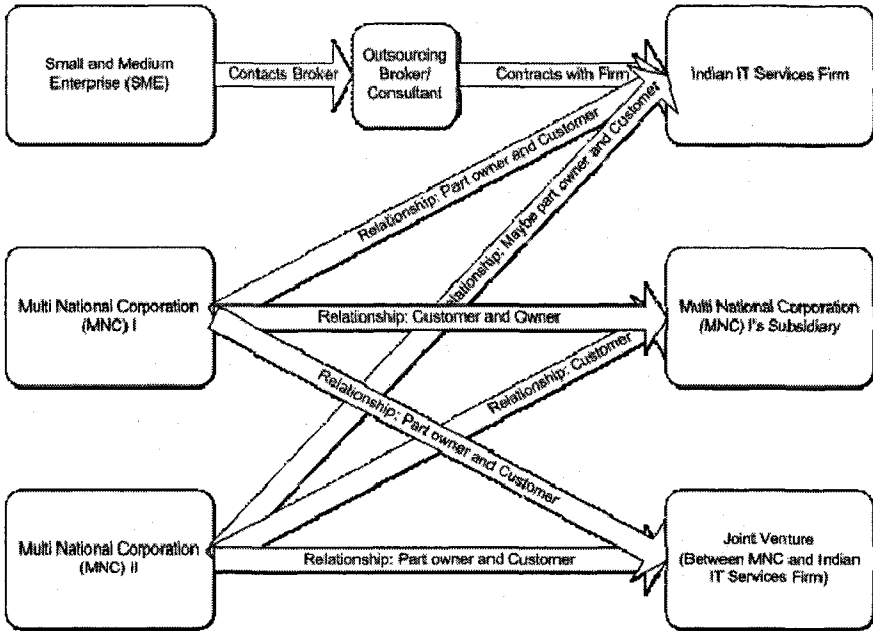 Small and Medium
Enterprise (SME)
Contacts Broker
Outsourcing
Broker/
Consultant
Contracts with Firm
Indian IT Services Firm
Relationship: Part owner and Customer
Relationship: Maybe part owner and Customer
Multi National Corporation
(MNC) I
Relationship: Customer and Owner
Multi National Corporation
(MNC) I's Subsidiary
Relationship: Customer
Relationship: Part owner and Customer
Multi National Corporation
(MNC) II
Relationship: Part owner and Customer
Joint Venture
(Between MNC and Indian
IT Services Firm)